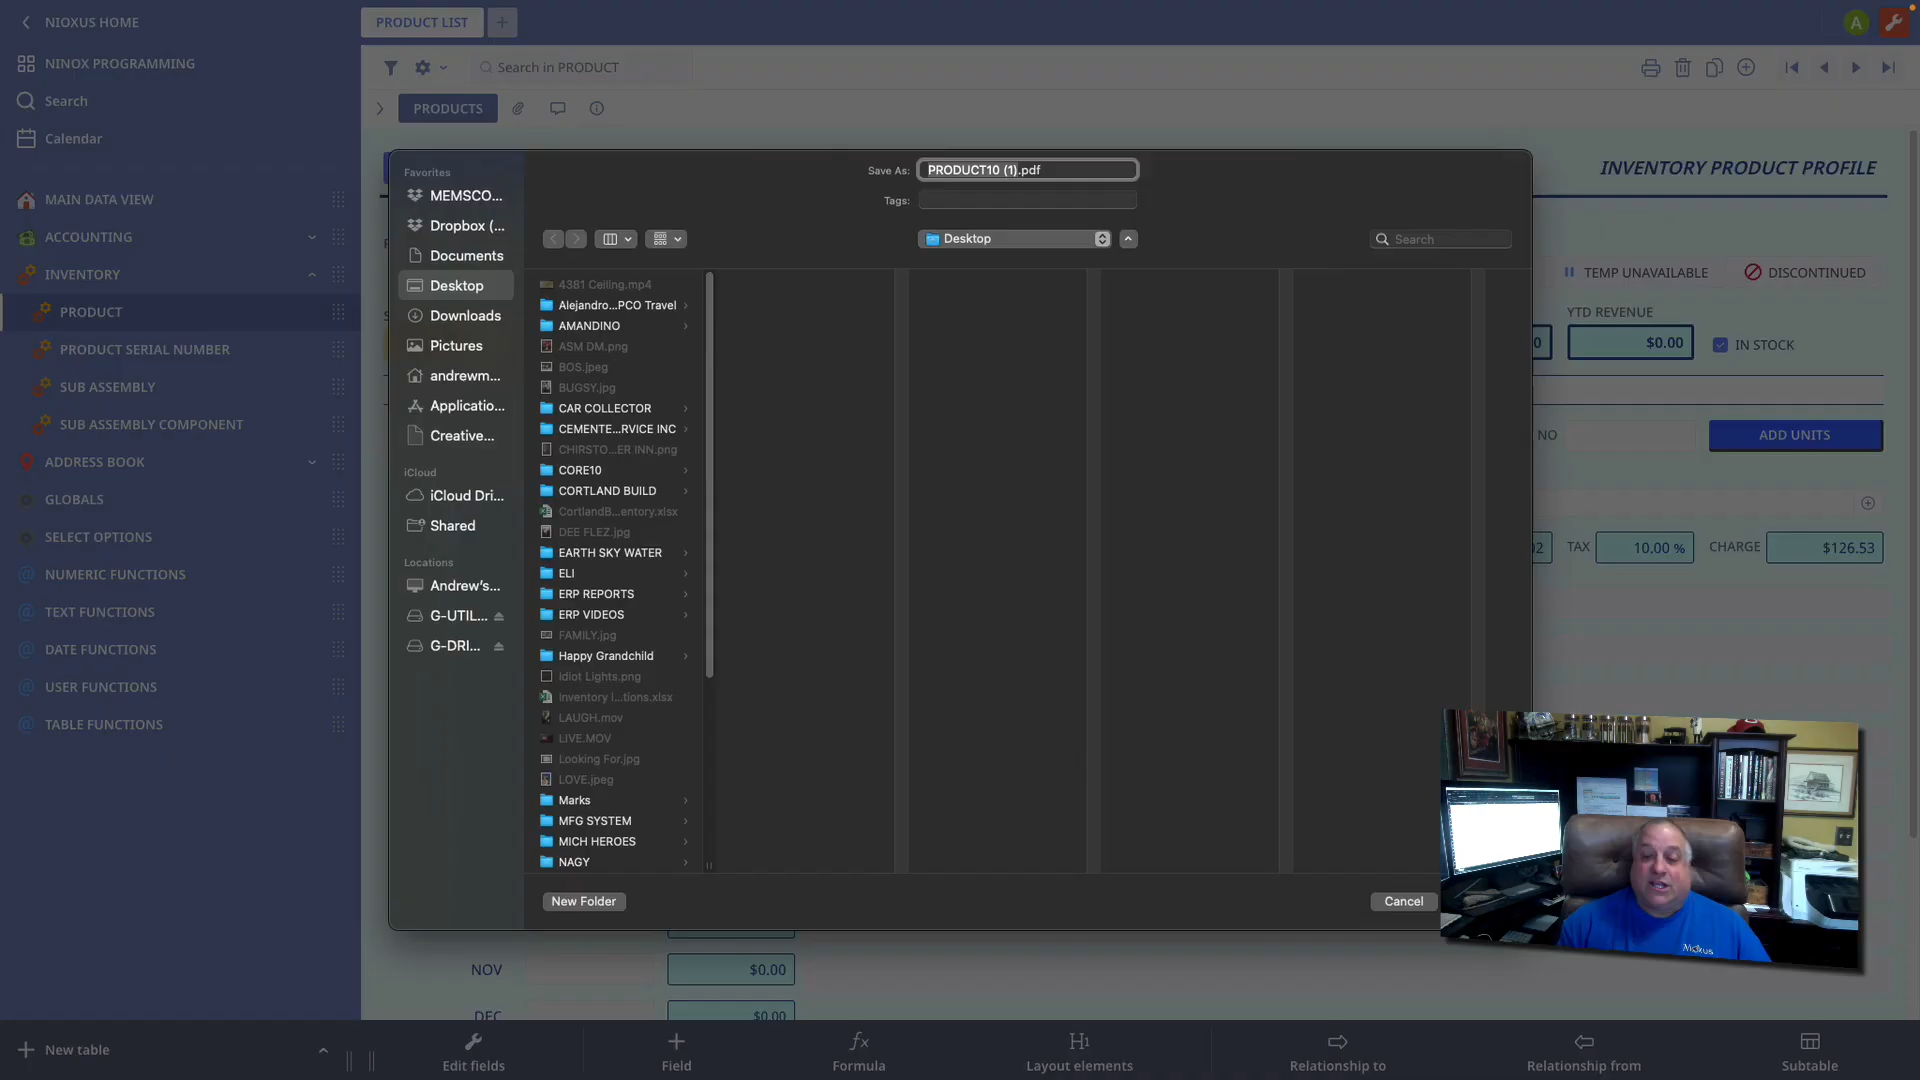 NIOXUS HOME
PRODUCT LIST
A
NINOX PROGRAMMING
Search in PRODUCT
Search
PRODUCTS
Calendar
MAIN DATA VIEW
ACCOUNTING
INVENTORY
PRODUCT
PRODUCT SERIAL NUMBER
SUB ASSEMBLY
SUB ASSEMBLY COMPONENT
ADDRESS BOOK
GLOBALS
SELECT OPTIONS
NUMERIC FUNCTIONS
TEXT FUNCTIONS
DATE FUNCTIONS
USER FUNCTIONS
TABLE FUNCTIONS
Favorites
MEMSCO...
Dropbox (...
Documents
Desktop
Downloads
Pictures
andrewm...
Applicatio...
Creative...
iCloud
iCloud Dri...
Shared
Locations
Andrew's...
G-UTIL...
G-DRI...
Save As: PRODUCT10 (1).pdf
Tags:
Desktop
Search
4381 Ceiling.mp4
Alejandro...PCO Travel
AMANDINO
ASM DM.png
BOS.jpeg
BUGSY.jpg
CAR COLLECTOR
CEMENTE...RVICE INC
CHIRSTO...ER INN.png
CORE10
CORTLAND BUILD
CortlandB...entory.xlsx
DEE FLEZ.jpg
EARTH SKY WATER
ELI
ERP REPORTS
ERP VIDEOS
FAMILY.jpg
Happy Grandchild
Idiot Lights.png
Inventory I...tions.xlsx
LAUGH.mov
LIVE.MOV
Looking For.jpg
LOVE.jpeg
Marks
MFG SYSTEM
MICH HEROES
NAGY
New Folder
Cancel
INVENTORY PRODUCT PROFILE
TEMP UNAVAILABLE
DISCONTINUED
YTD REVENUE
$0.00
IN STOCK
NO
ADD UNITS
TAX 10.00 % CHARGE $126.53
NOV $0.00
DEC $0.00
Nioxus
New table
Edit fields
Field
Formula
Layout elements
Relationship to
Relationship from
Subtable